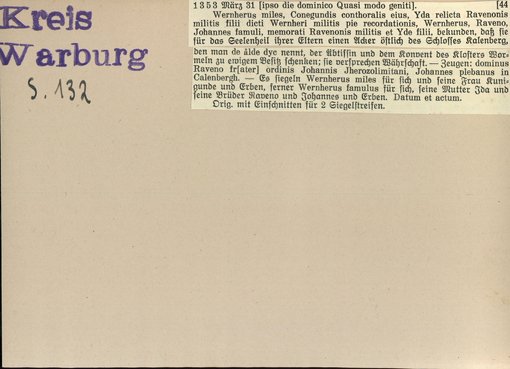 Kreis
Warburg
S. 132
1353 März 31 [ipso die dominico Quasi modo geniti]. [44
Wernherus miles, Conegundis conthoralis eius, Yda relicta Ravenonis
militis filii dicti Wernheri militis pie recordationis, Wernherus, Raveno,
Johannes famuli, memorati Ravenonis militis et Yde filii, bekunden, daß sie
für das Seelenheil ihrer Eltern einen Acker östlich des Schlosses Kalenberg,
den man de âlde dyc nennt, der Äbtissin und dem Konvent des Klosters Wor-
meln zu ewigem Besitz schenken; sie versprechen Währschaft. — Zeugen: dominus
Raveno fr[ater] ordinis Johannis Jherozolimitani, Johannes plebanus in
Calenbergh. — Es siegeln Wernherus miles für sich und seine Frau Kuni-
gunde und Erben, ferner Wernherus famulus für sich, seine Mutter Ida und
seine Brüder Raveno und Johannes und Erben. Datum et actum.
Orig. mit Einschnitten für 2 Siegelstreifen.